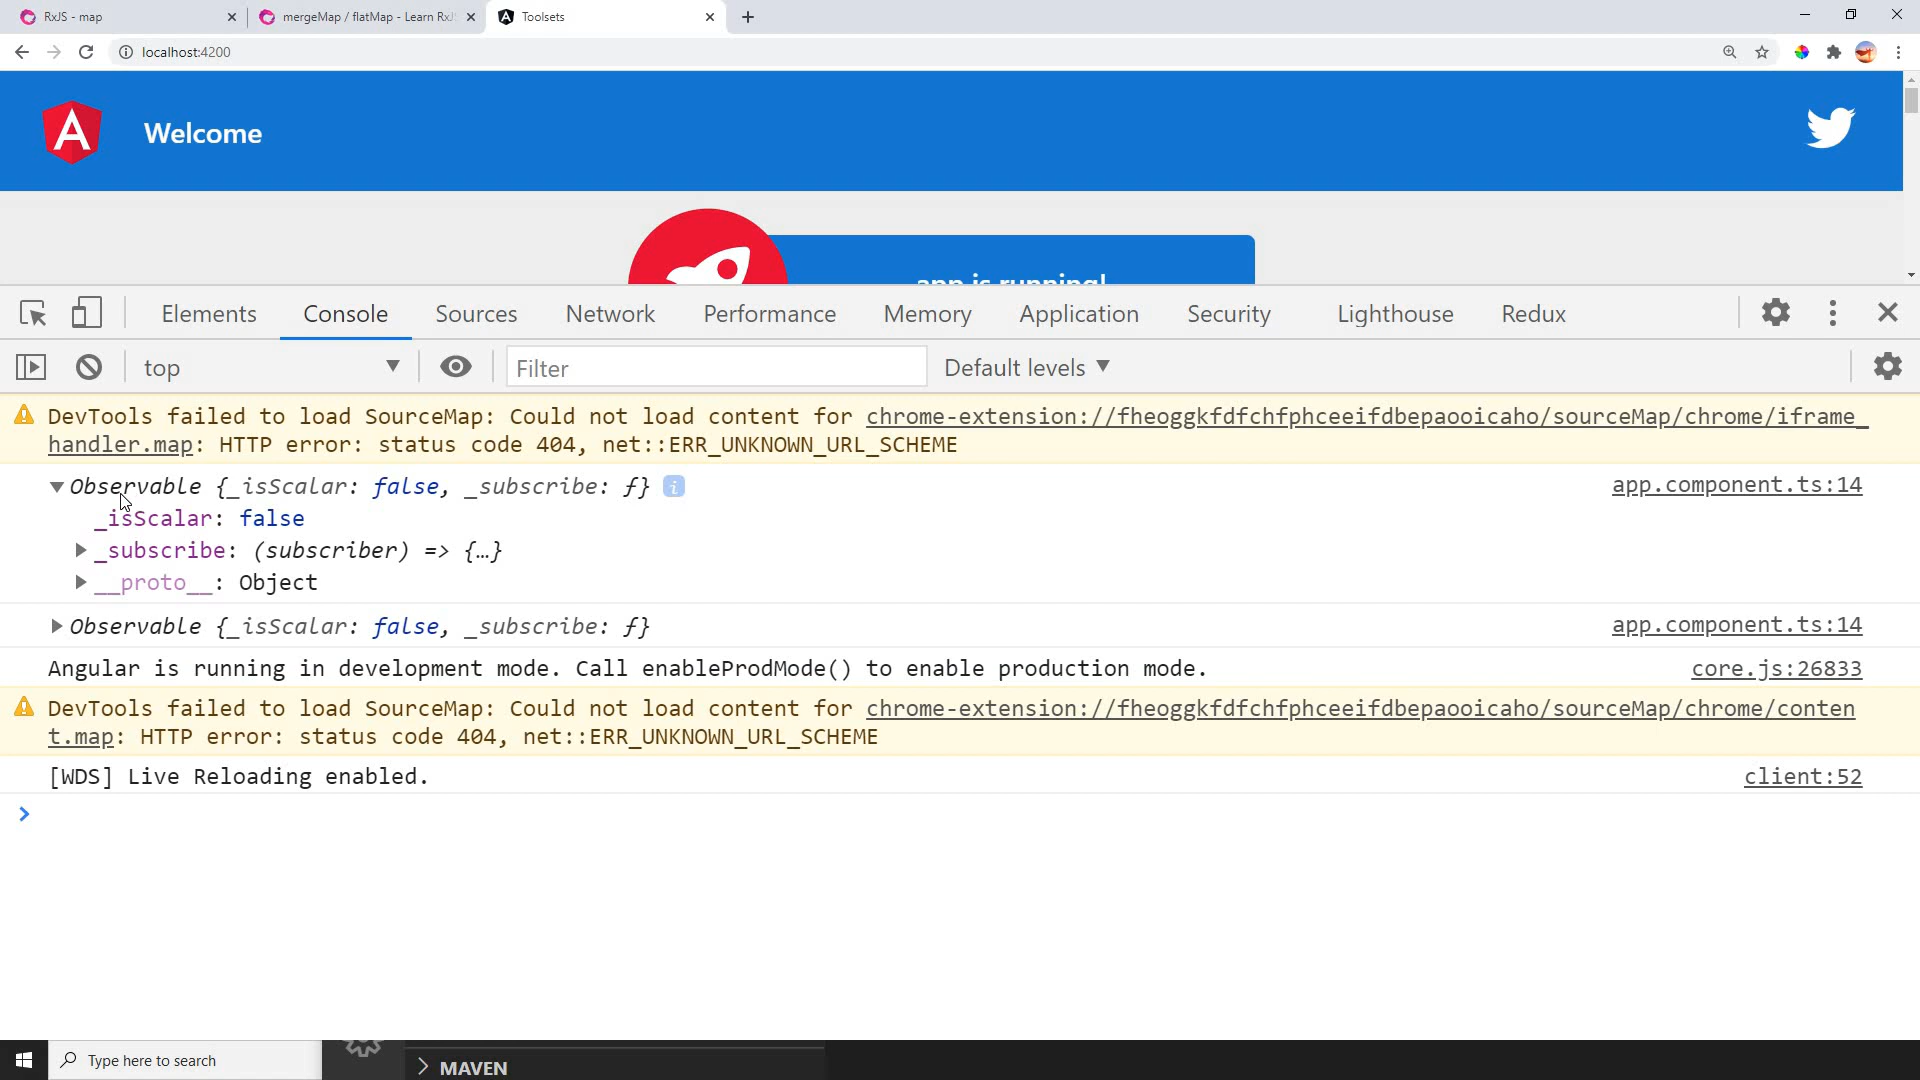 RxJS - map
mergeMap / flatMap - Learn RxJS
Toolsets
localhost:4200
Welcome
app is running!
Elements Console Sources Network Performance Memory Application Security Lighthouse Redux
top Filter Default levels
DevTools failed to load SourceMap: Could not load content for chrome-extension://fheoggkfdfchfphceeifdbepaooicaho/sourceMap/chrome/iframe_
handler.map: HTTP error: status code 404, net::ERR_UNKNOWN_URL_SCHEME
Observable {_isScalar: false, _subscribe: ƒ} i app.component.ts:14
_isScalar: false
_subscribe: (subscriber) => {…}
__proto__: Object
Observable {_isScalar: false, _subscribe: ƒ} app.component.ts:14
Angular is running in development mode. Call enableProdMode() to enable production mode. core.js:26833
DevTools failed to load SourceMap: Could not load content for chrome-extension://fheoggkfdfchfphceeifdbepaooicaho/sourceMap/chrome/conten
t.map: HTTP error: status code 404, net::ERR_UNKNOWN_URL_SCHEME
[WDS] Live Reloading enabled. client:52
Type here to search
MAVEN